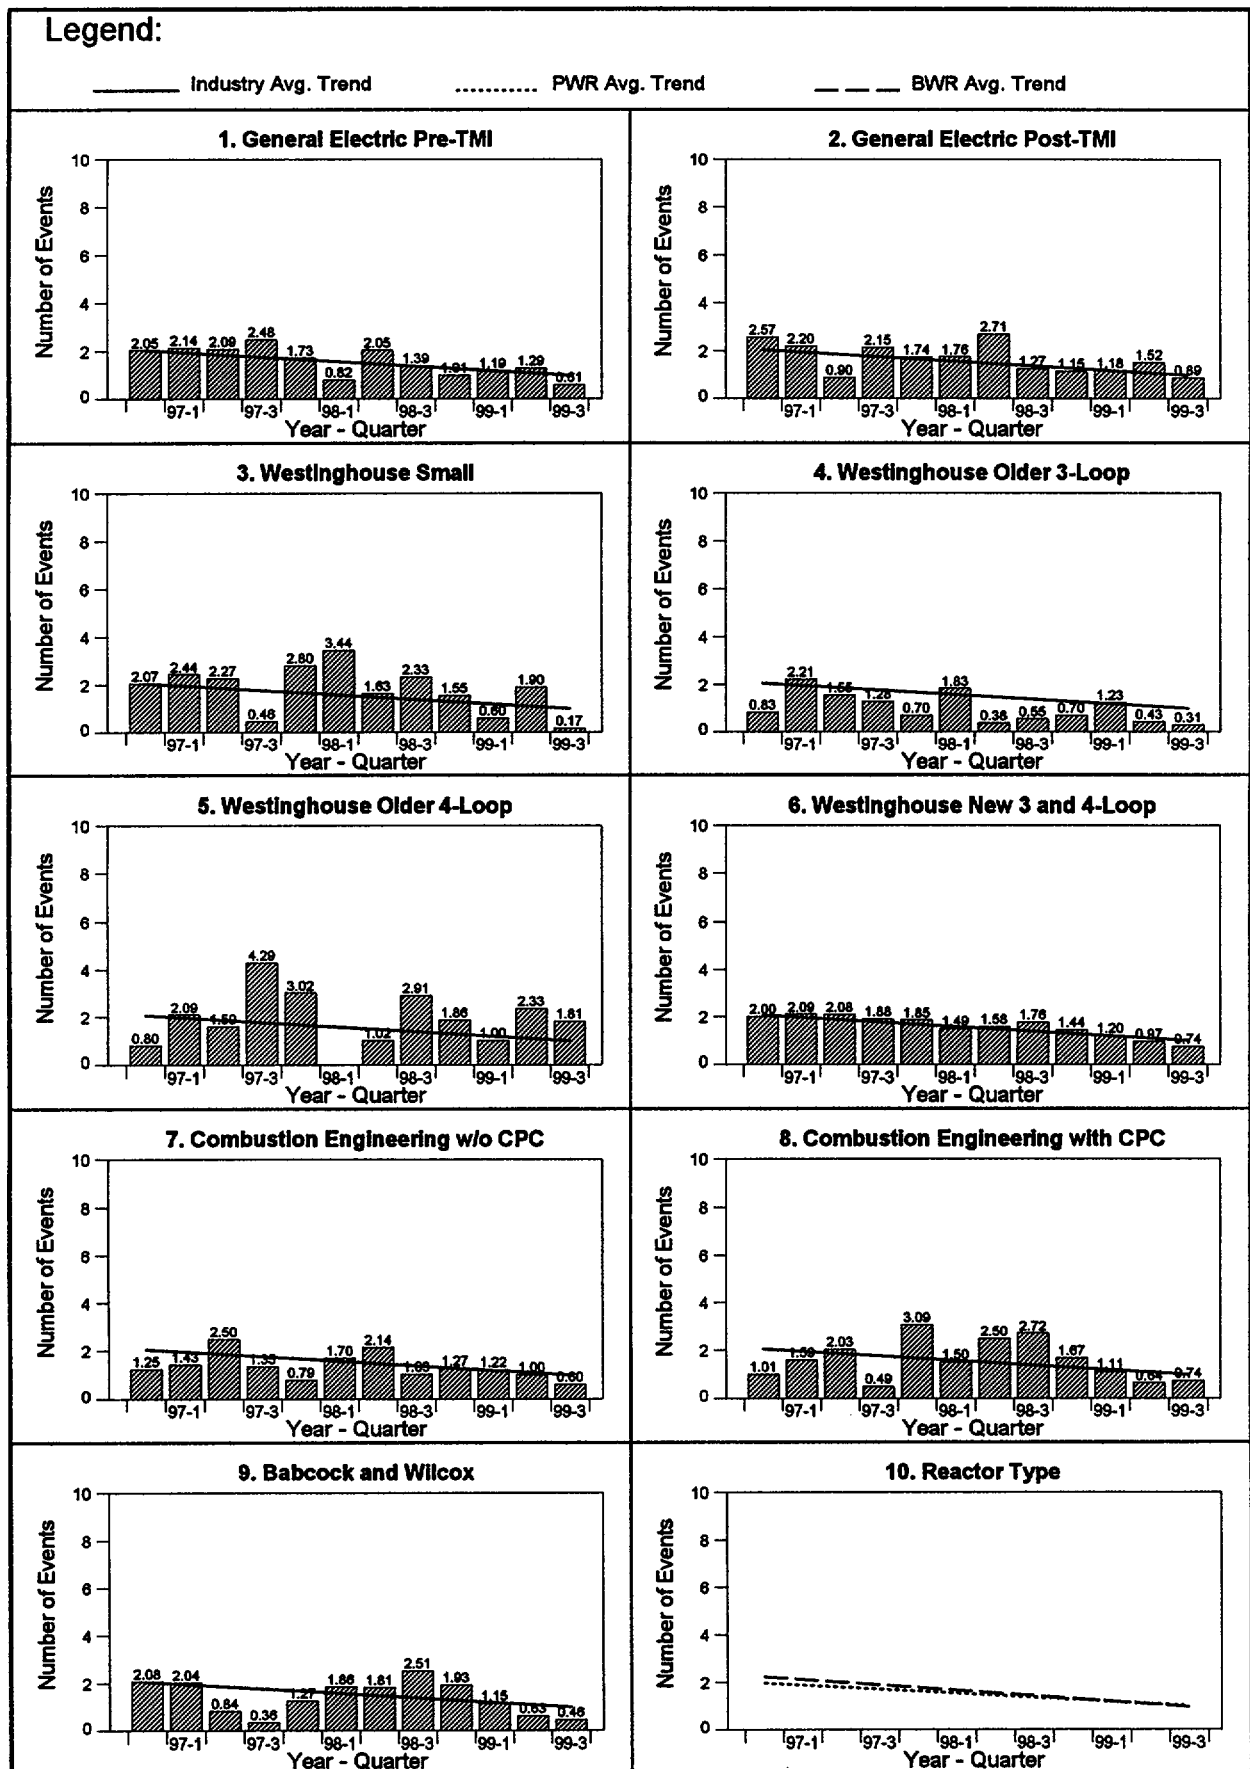 Legend:
Industry Avg. Trend PWR Avg. Trend BWR Avg. Trend
1. General Electric Pre-TMI
Number of Events
10
8
6
4
2
0
2.05 2.14 2.09 2.48 1.73 0.82 2.05 1.39 1.19 1.29 0.61
97-1 97-3 98-1 98-3 99-1 99-3
Year - Quarter
2. General Electric Post-TMI
Number of Events
10
8
6
4
2
0
2.57 2.20 0.90 2.15 1.74 1.76 2.71 1.27 1.15 1.18 1.52 0.89
97-1 97-3 98-1 98-3 99-1 99-3
Year - Quarter
3. Westinghouse Small
Number of Events
10
8
6
4
2
0
2.07 2.44 2.27 0.46 2.80 3.44 1.63 2.33 1.55 0.60 1.90 0.17
97-1 97-3 98-1 98-3 99-1 99-3
Year - Quarter
4. Westinghouse Older 3-Loop
Number of Events
10
8
6
4
2
0
0.83 2.21 1.55 1.28 0.70 1.83 0.38 0.55 0.70 1.23 0.43 0.31
97-1 97-3 98-1 98-3 99-1 99-3
Year - Quarter
5. Westinghouse Older 4-Loop
Number of Events
10
8
6
4
2
0
0.80 2.09 4.29 3.02 1.02 2.91 1.86 1.00 2.33 1.81
97-1 97-3 98-1 98-3 99-1 99-3
Year - Quarter
6. Westinghouse New 3 and 4-Loop
Number of Events
10
8
6
4
2
0
2.00 2.09 2.08 1.88 1.85 1.49 1.58 1.76 1.44 1.20 0.97 0.74
97-1 97-3 98-1 98-3 99-1 99-3
Year - Quarter
7. Combustion Engineering w/o CPC
Number of Events
10
8
6
4
2
0
1.25 1.43 2.50 1.35 0.79 1.70 2.14 1.27 1.22 1.00 0.60
97-1 97-3 98-1 98-3 99-1 99-3
Year - Quarter
8. Combustion Engineering with CPC
Number of Events
10
8
6
4
2
0
1.01 1.59 2.03 0.49 3.09 1.50 2.50 2.72 1.67 1.11 0.64 0.74
97-1 97-3 98-1 98-3 99-1 99-3
Year - Quarter
9. Babcock and Wilcox
Number of Events
10
8
6
4
2
0
2.08 2.04 0.84 0.36 1.27 1.86 1.81 2.51 1.93 1.15 0.63 0.46
97-1 97-3 98-1 98-3 99-1 99-3
Year - Quarter
10. Reactor Type
Number of Events
10
8
6
4
2
0
97-1 97-3 98-1 98-3 99-1 99-3
Year - Quarter